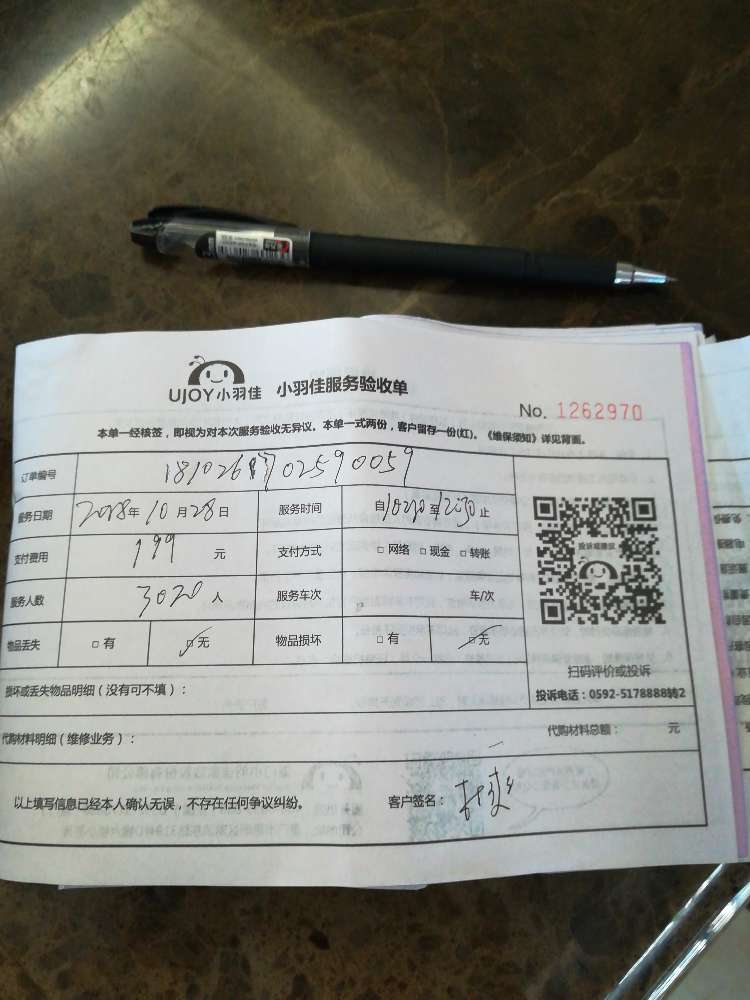 UJOY小羽佳 小羽佳服务验收单
No. 1262970
本单一经核签，即视为对本次服务验收无异议。本单一式两份，客户留存一份(红)。《维保须知》详见背面。
订单编号
服务日期 2018年10月28日 服务时间 自1030至1230止
支付费用 199 元 支付方式 □网络 □现金 □转账
服务人数 3020 人 服务车次 车/次
物品丢失 □有 □无 物品损坏 □有 □无
投诉或建议
扫码评价或投诉
投诉电话：0592-5178888转2
损坏或丢失物品明细（没有可不填）：
代购材料明细（维修业务）： 代购材料总额： 元
以上填写信息已经本人确认无误，不存在任何争议纠纷。 客户签名：